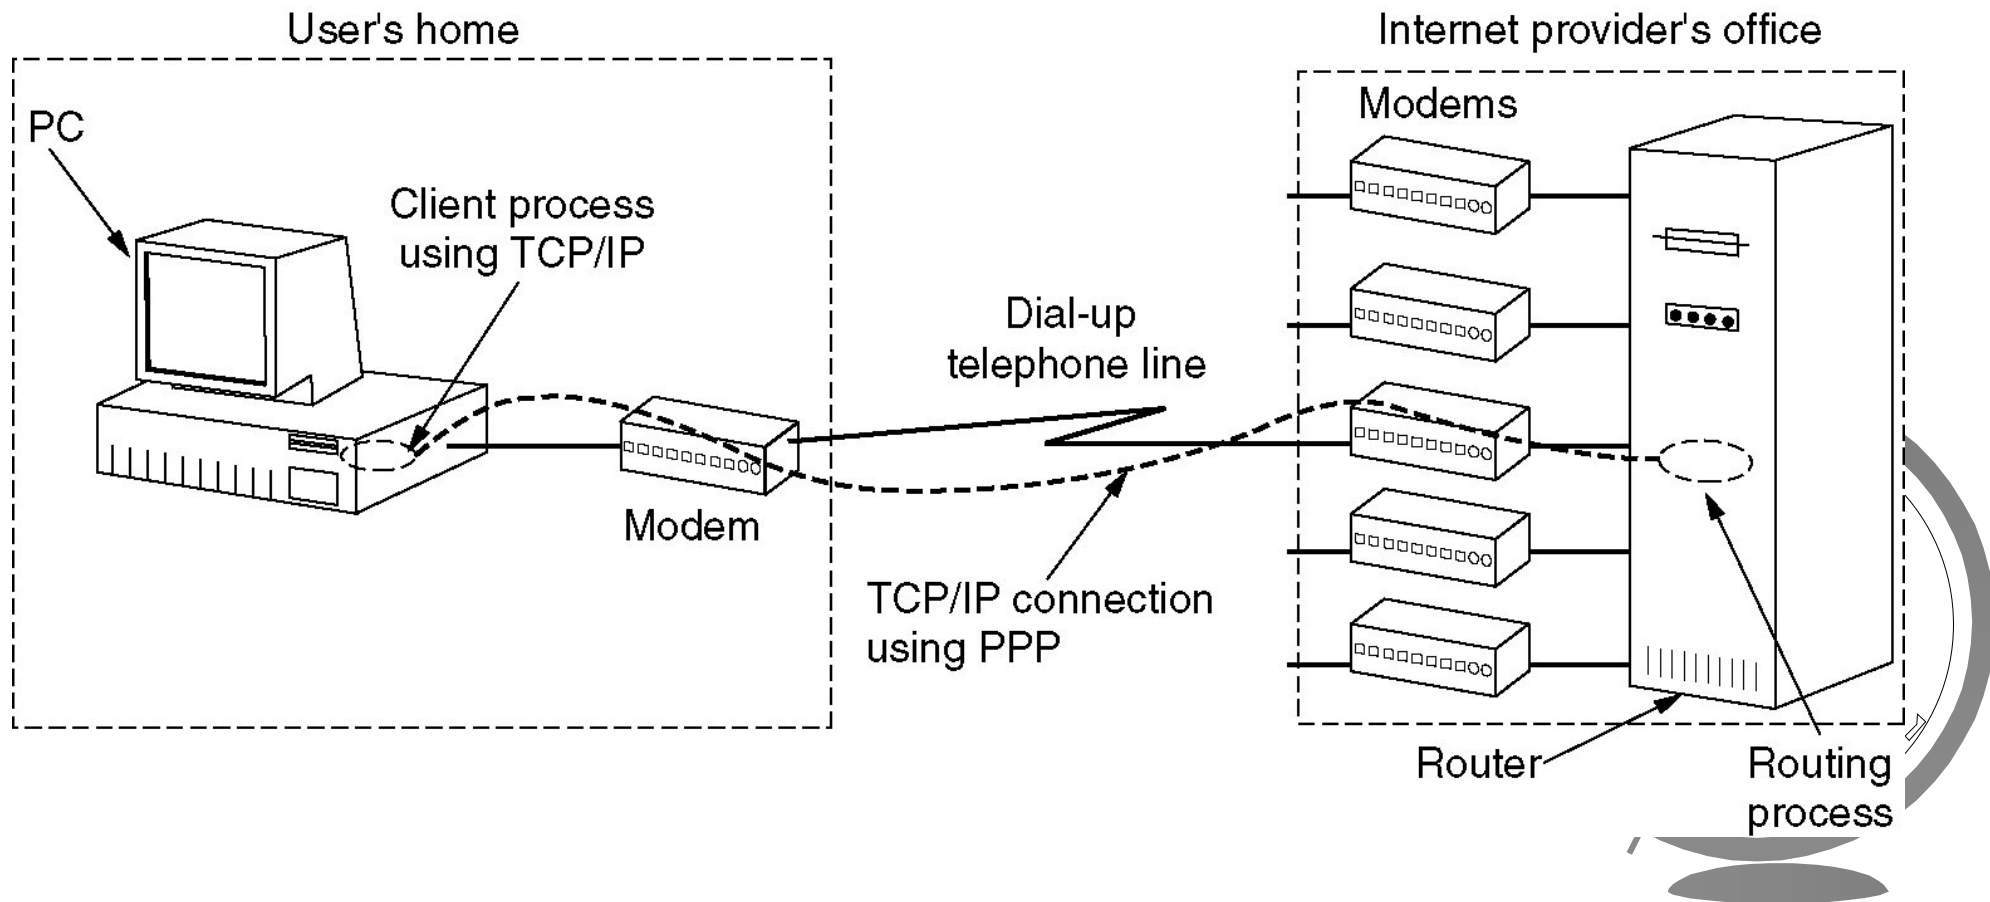 User's home
Internet provider's office
PC
Modems
Client process
using TCP/IP
Dial-up
telephone line
Modem
TCP/IP connection
using PPP
Router
Routing
process